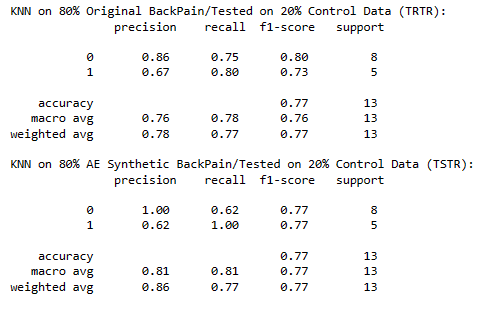 KNN on 80% Original BackPain/Tested on 20% Control Data (TRTR):
precision recall f1-score support
0 0.86 0.75 0.80 8
1 0.67 0.80 0.73 5
accuracy 0.77 13
macro avg 0.76 0.78 0.76 13
weighted avg 0.78 0.77 0.77 13
KNN on 80% AE Synthetic BackPain/Tested on 20% Control Data (TSTR):
precision recall f1-score support
0 1.00 0.62 0.77 8
1 0.62 1.00 0.77 5
accuracy 0.77 13
macro avg 0.81 0.81 0.77 13
weighted avg 0.86 0.77 0.77 13